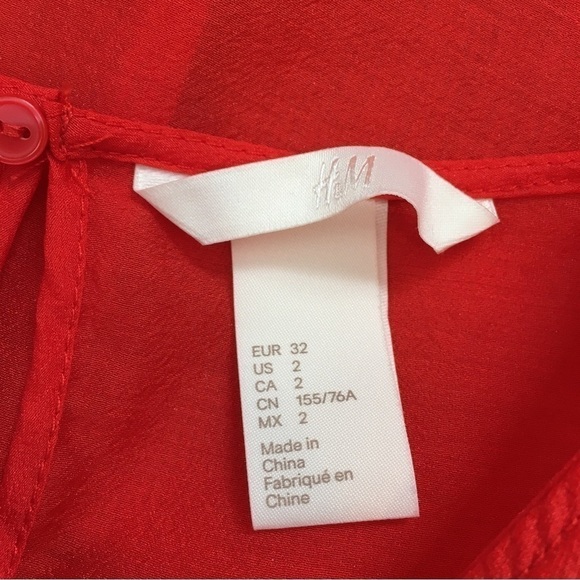 H&M
EUR 32
US 2
CA 2
CN 155/76A
MX 2
Made in
China
Fabriqué en
Chine